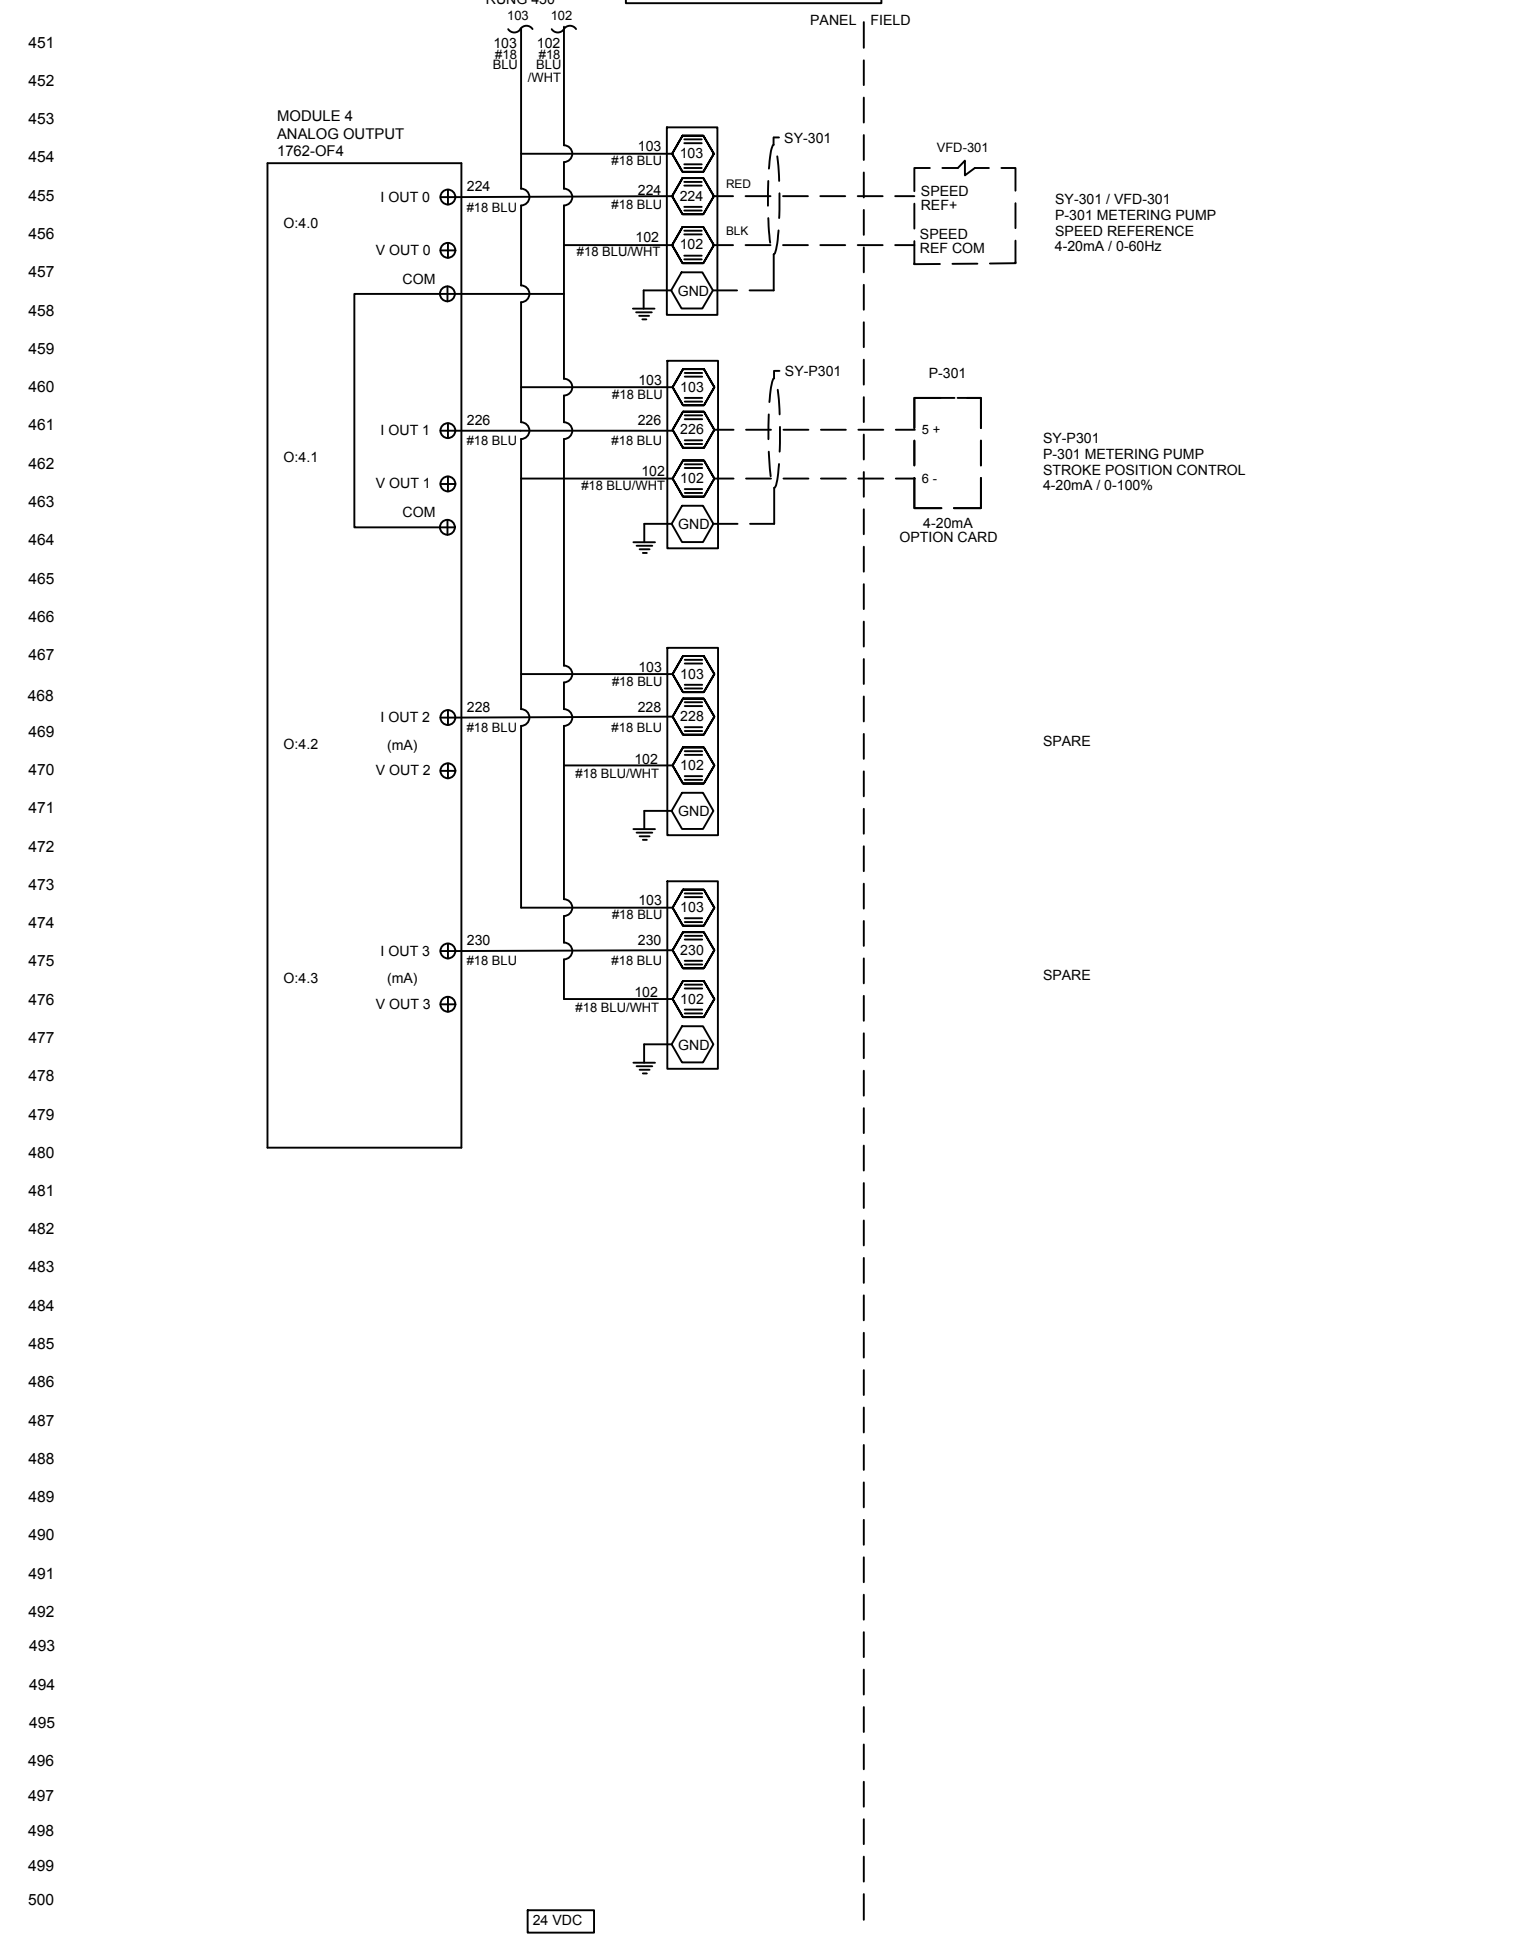 103 102
PANEL FIELD
451
103
#18
BLU
102
#18
BLU
/WHT
452
453
MODULE 4
ANALOG OUTPUT
1762-OF4
454
103
#18 BLU
103
SY-301
VFD-301
455
I OUT 0
224
#18 BLU
224
#18 BLU
224
RED
SPEED
REF+
SY-301 / VFD-301
P-301 METERING PUMP
SPEED REFERENCE
4-20mA / 0-60Hz
O:4.0
456
V OUT 0
102
#18 BLU/WHT
102
BLK
SPEED
REF COM
457
COM
GND
458
459
460
103
#18 BLU
103
SY-P301
P-301
461
I OUT 1
226
#18 BLU
226
#18 BLU
226
5 +
SY-P301
P-301 METERING PUMP
STROKE POSITION CONTROL
4-20mA / 0-100%
O:4.1
462
V OUT 1
102
#18 BLU/WHT
102
6 -
463
COM
GND
4-20mA
OPTION CARD
464
465
466
467
103
#18 BLU
103
468
I OUT 2
228
#18 BLU
228
#18 BLU
228
469
O:4.2
(mA)
SPARE
470
V OUT 2
102
#18 BLU/WHT
102
471
GND
472
473
103
#18 BLU
103
474
I OUT 3
230
#18 BLU
230
#18 BLU
230
475
O:4.3
(mA)
SPARE
476
V OUT 3
102
#18 BLU/WHT
102
477
GND
478
479
480
481
482
483
484
485
486
487
488
489
490
491
492
493
494
495
496
497
498
499
500
24 VDC